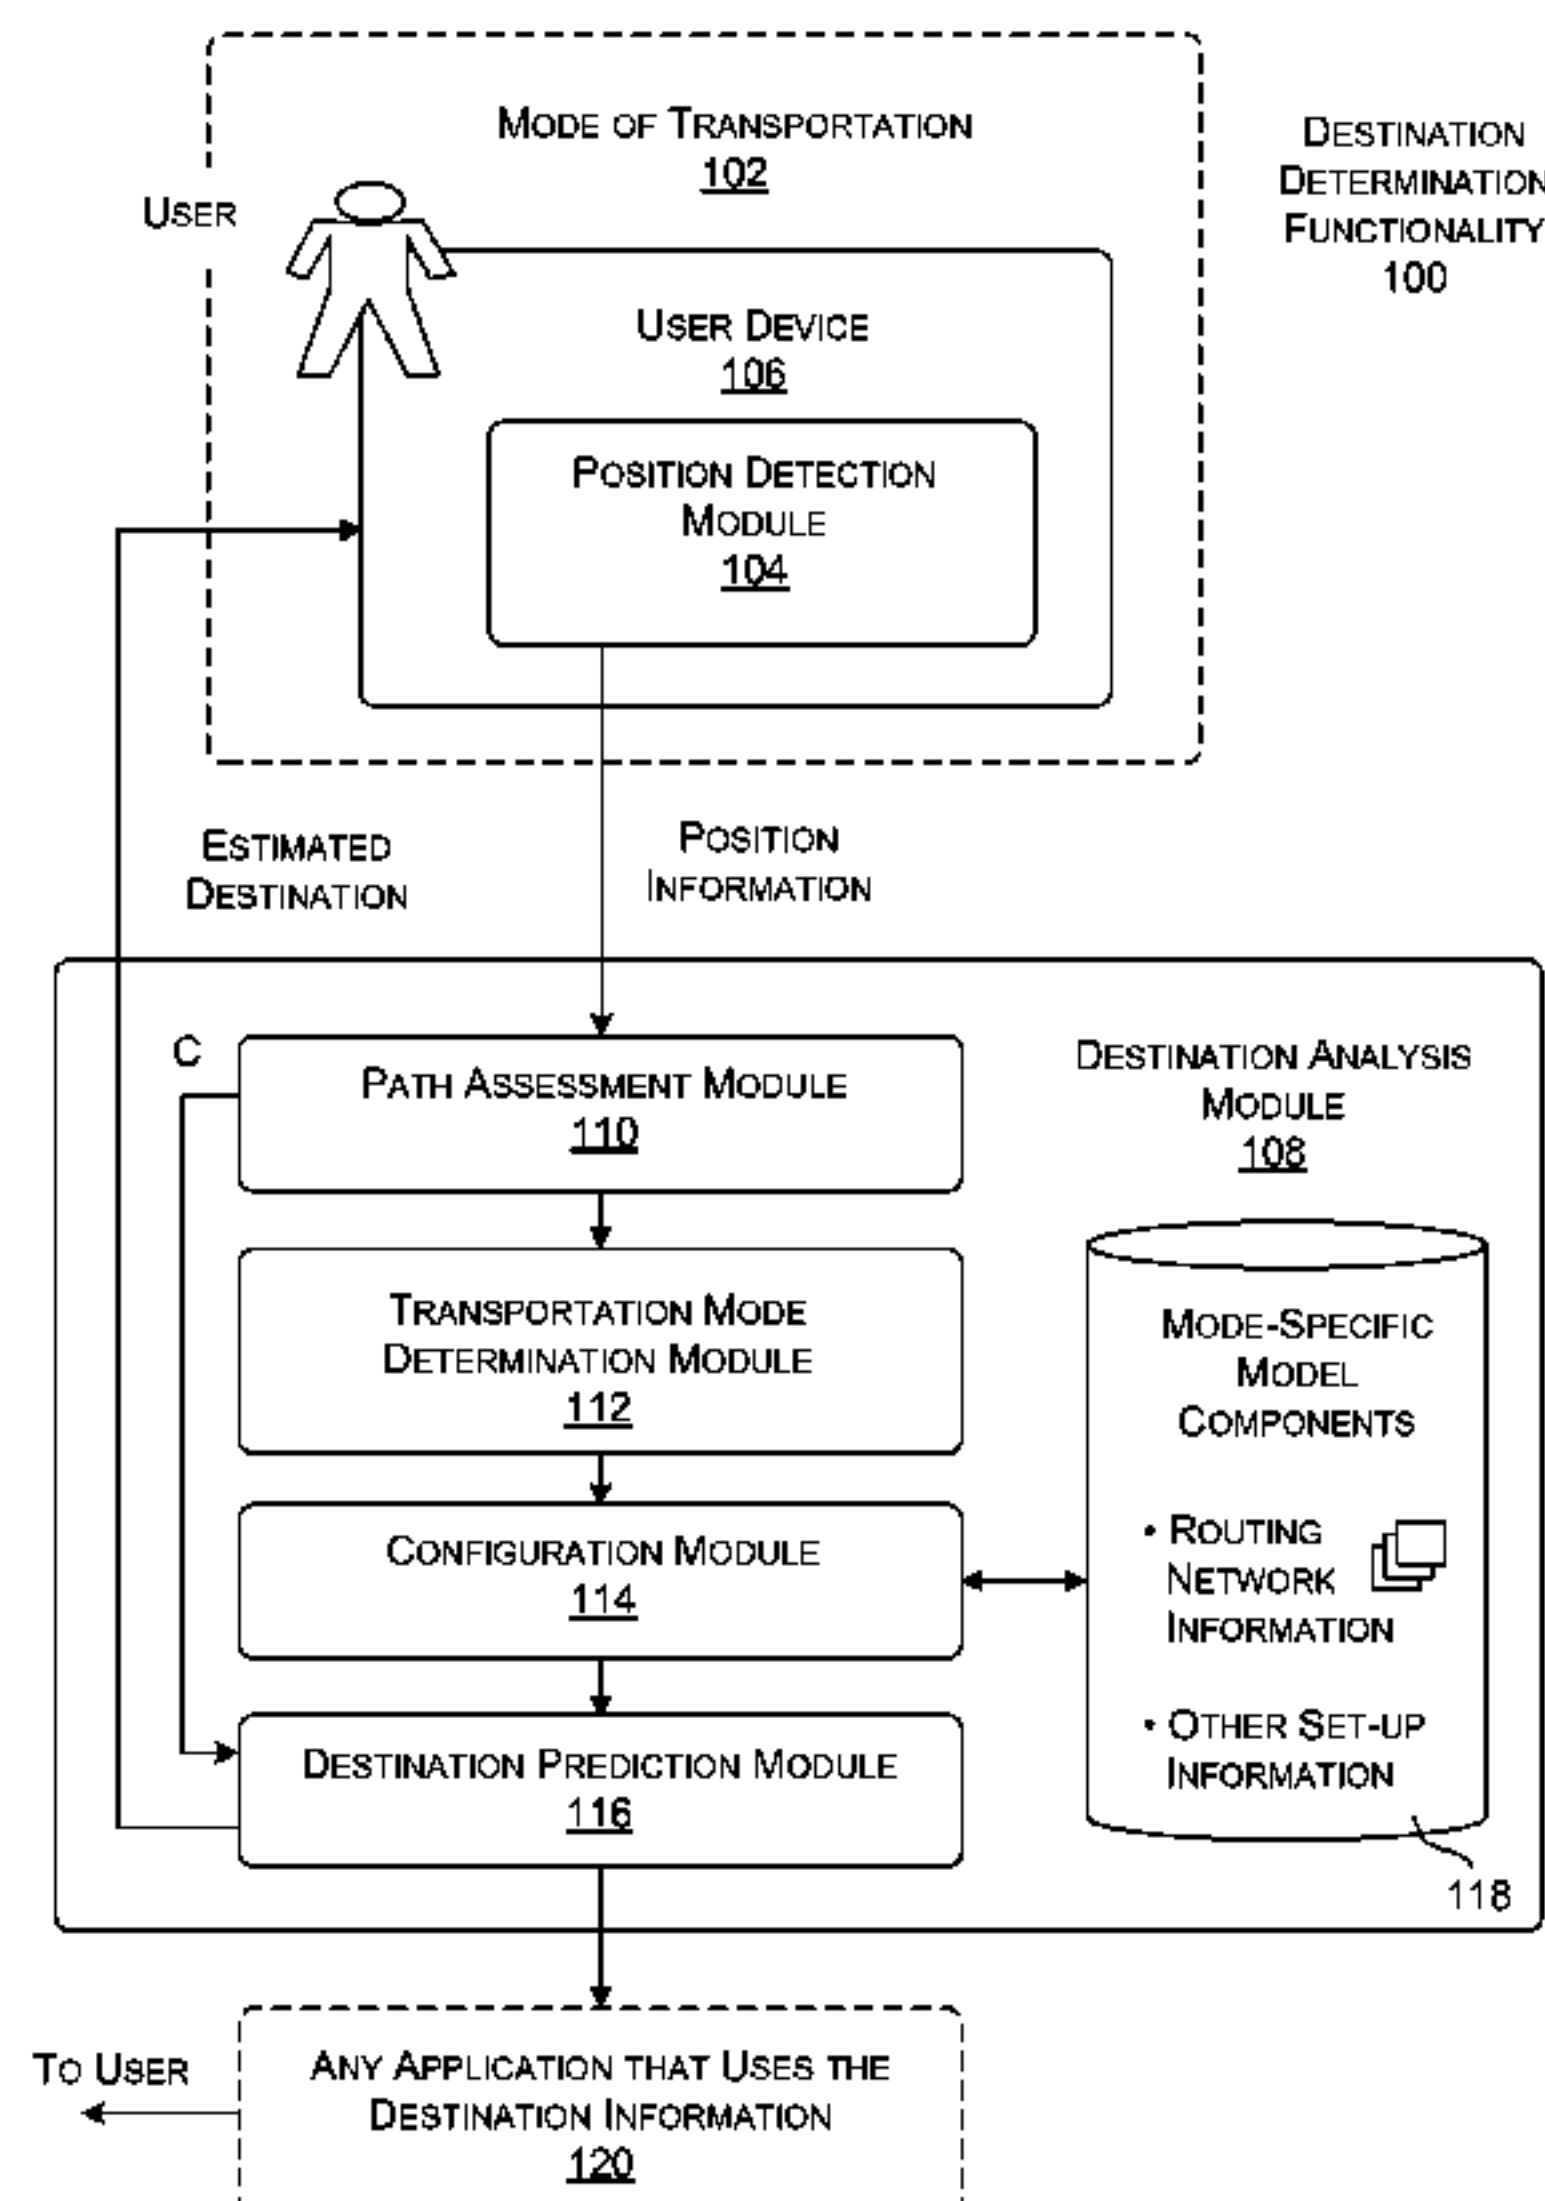 MODE OF TRANSPORTATION
102
USER
DESTINATION
DETERMINATION
FUNCTIONALITY
100
USER DEVICE
106
POSITION DETECTION
MODULE
104
ESTIMATED
DESTINATION
POSITION
INFORMATION
C
PATH ASSESSMENT MODULE
110
DESTINATION ANALYSIS
MODULE
108
TRANSPORTATION MODE
DETERMINATION MODULE
112
MODE-SPECIFIC
MODEL
COMPONENTS
• ROUTING
NETWORK
INFORMATION
• OTHER SET-UP
INFORMATION
118
CONFIGURATION MODULE
114
DESTINATION PREDICTION MODULE
116
TO USER
ANY APPLICATION THAT USES THE
DESTINATION INFORMATION
120